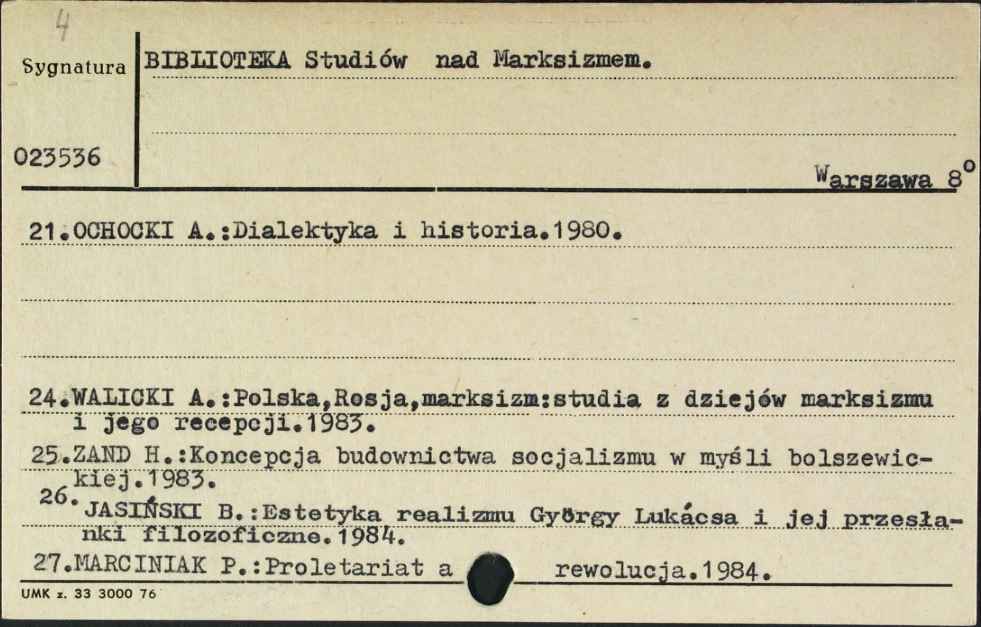 4
Sygnatura
BIBLIOTEKA Studiów nad Marksizmem.
023536
Warszawa 8°
21.OCHOCKI A.:Dialektyka i historia.1980.
24.WALICKI A.:Polska,Rosja,marksizm:studia z dziejów marksizmu
i jego recepcji.1983.
25.ZAND H.:Koncepcja budownictwa socjalizmu w myśli bolszewic-
kiej.1983.
26.JASIŃSKI B.:Estetyka realizmu György Lukácsa i jej przesła-
nki filozoficzne.1984.
27.MARCINIAK P.:Proletariat a rewolucja.1984.
UMK z. 33 3000 76